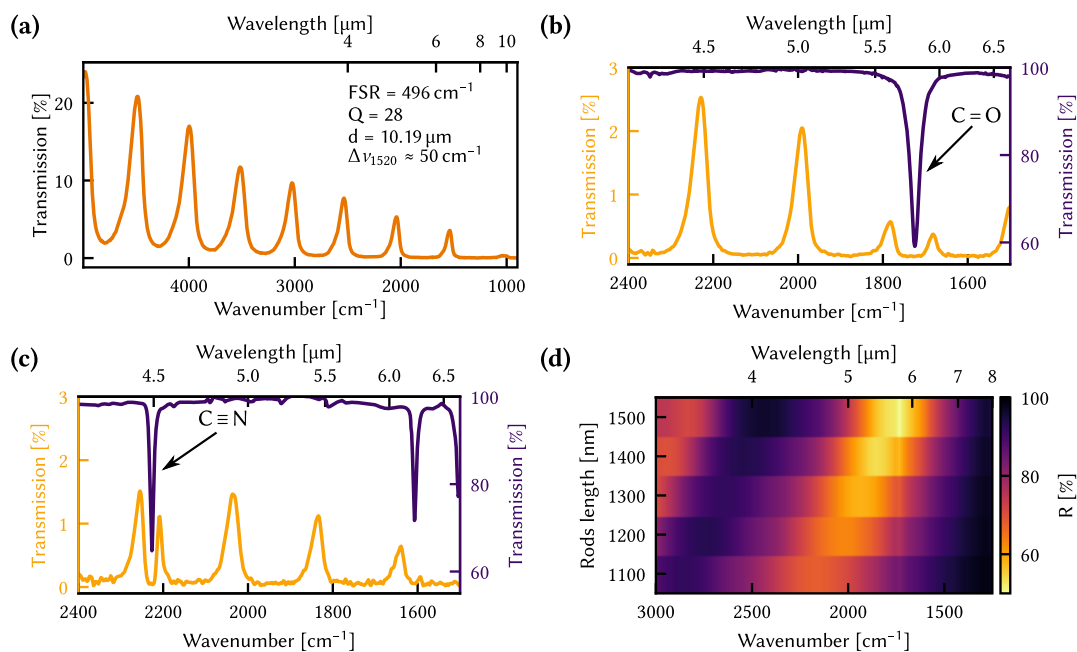 (a)
Wavelength [μm]
4 6 8 10
Transmission [%]
20
10
0
FSR = 496 cm⁻¹
Q = 28
d = 10.19 μm
Δν₁₅₂₀ ≈ 50 cm⁻¹
4000 3000 2000 1000
Wavenumber [cm⁻¹]
(b)
Wavelength [μm]
4.5 5.0 5.6 6.0 6.5
Transmission [%]
3
2
1
0
C=O
100
80
60
Transmission [%]
2400 2200 2000 1800 1600
Wavenumber [cm⁻¹]
(c)
Wavelength [μm]
4.5 4.9 5.4 6.0 6.5
Transmission [%]
3
2
1
0
C≡N
100
80
60
Transmission [%]
2400 2200 2000 1800 1600
Wavenumber [cm⁻¹]
(d)
Wavelength [μm]
4 5 6 7 8
Rods length [nm]
1500
1400
1300
1200
1100
100
80
60
R [%]
3000 2500 2000 1500
Wavenumber [cm⁻¹]